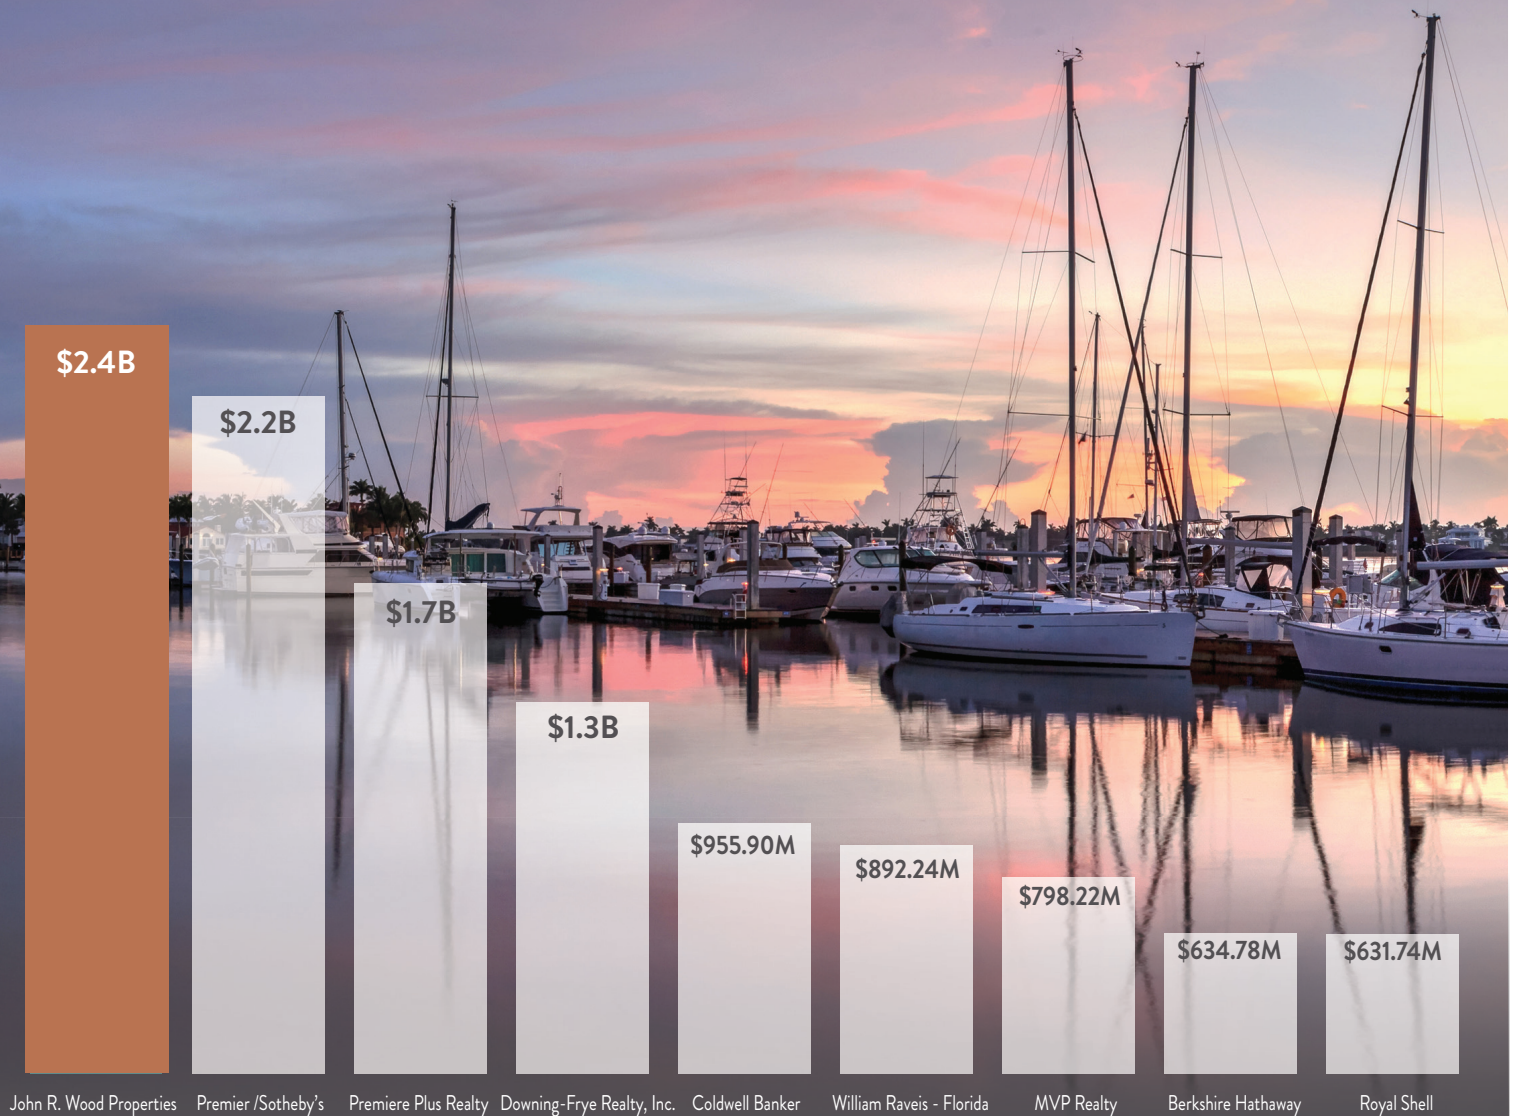 $2.4B
$2.2B
$1.7B
$1.3B
$955.90M
$892.24M
$798.22M
$634.78M
$631.74M
John R. Wood Properties
Premier /Sotheby's
Premiere Plus Realty
Downing-Frye Realty, Inc.
Coldwell Banker
William Raveis - Florida
MVP Realty
Berkshire Hathaway
Royal Shell